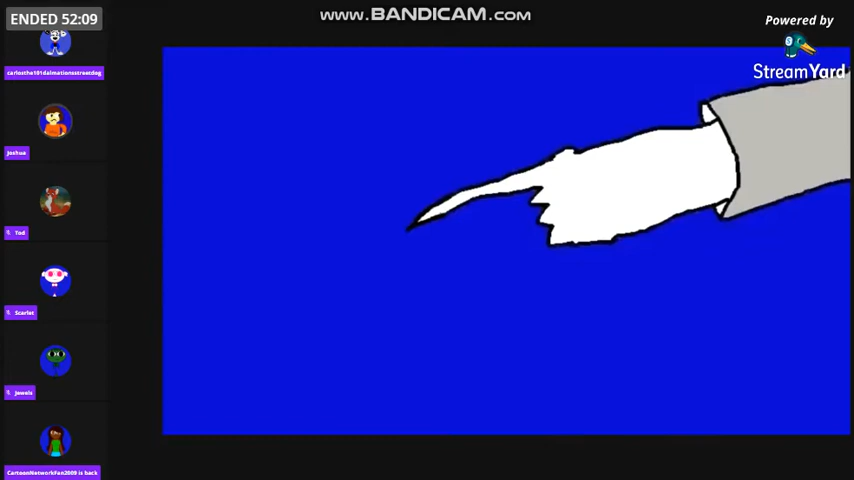 ENDED 52:09
www.BANDICAM.com
Powered by
StreamYard
carlosthe101dalmationsstreetdog
Joshua
Tod
Scarlet
Jewels
CartoonNetworkFan2009 is back